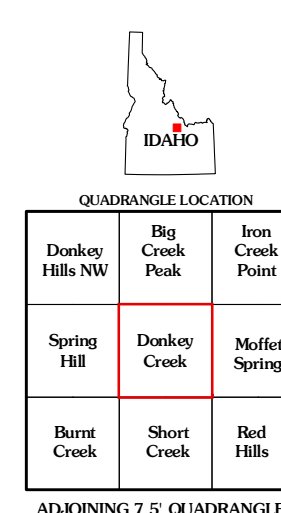 IDAHO
QUADRANGLE LOCATION
Donkey
Hills NW
Big
Creek
Peak
Iron
Creek
Point
Spring
Hill
Donkey
Creek
Moffet
Spring
Burnt
Creek
Short
Creek
Red
Hills
ADJOINING 7.5' QUADRANGLE